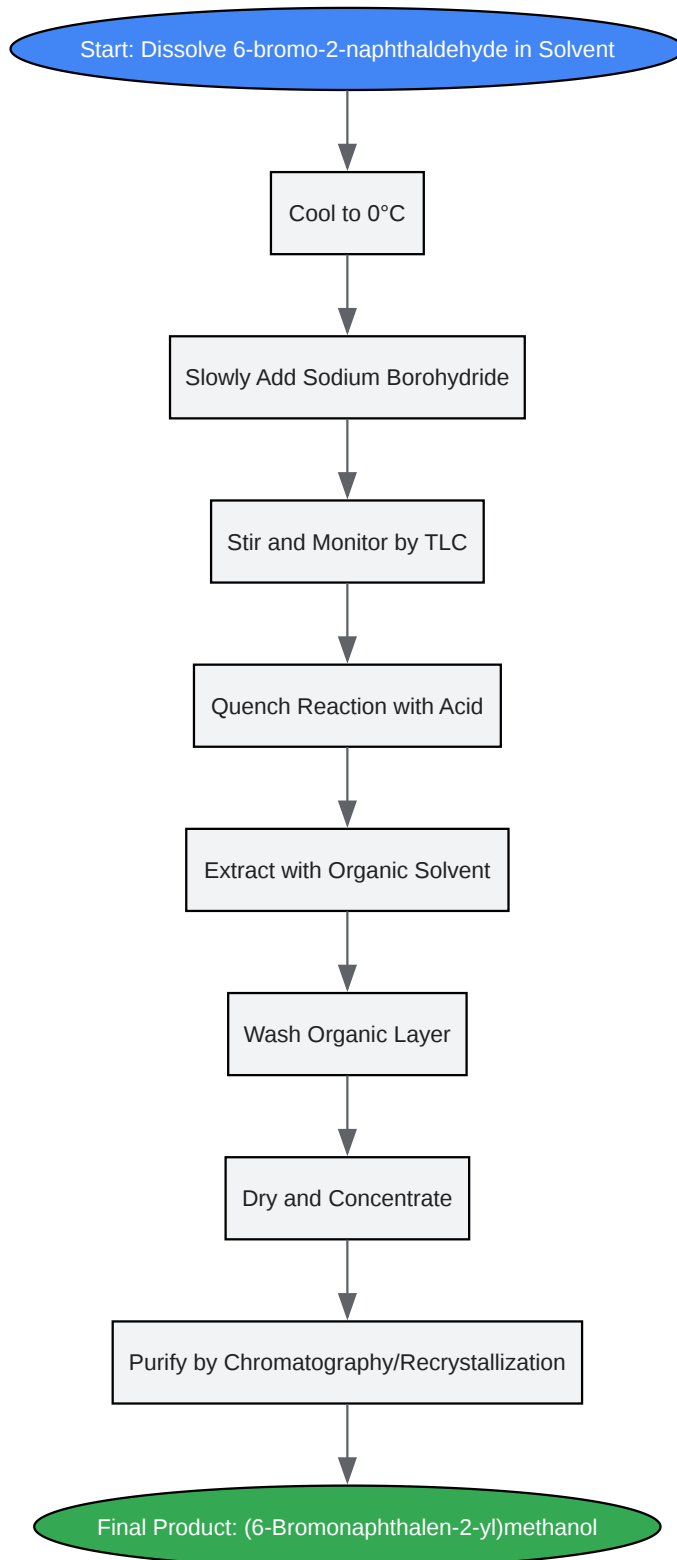 Start: Dissolve 6-bromo-2-naphthaldehyde in Solvent
Cool to 0°C
Slowly Add Sodium Borohydride
Stir and Monitor by TLC
Quench Reaction with Acid
Extract with Organic Solvent
Wash Organic Layer
Dry and Concentrate
Purify by Chromatography/Recrystallization
Final Product: (6-Bromonaphthalen-2-yl)methanol